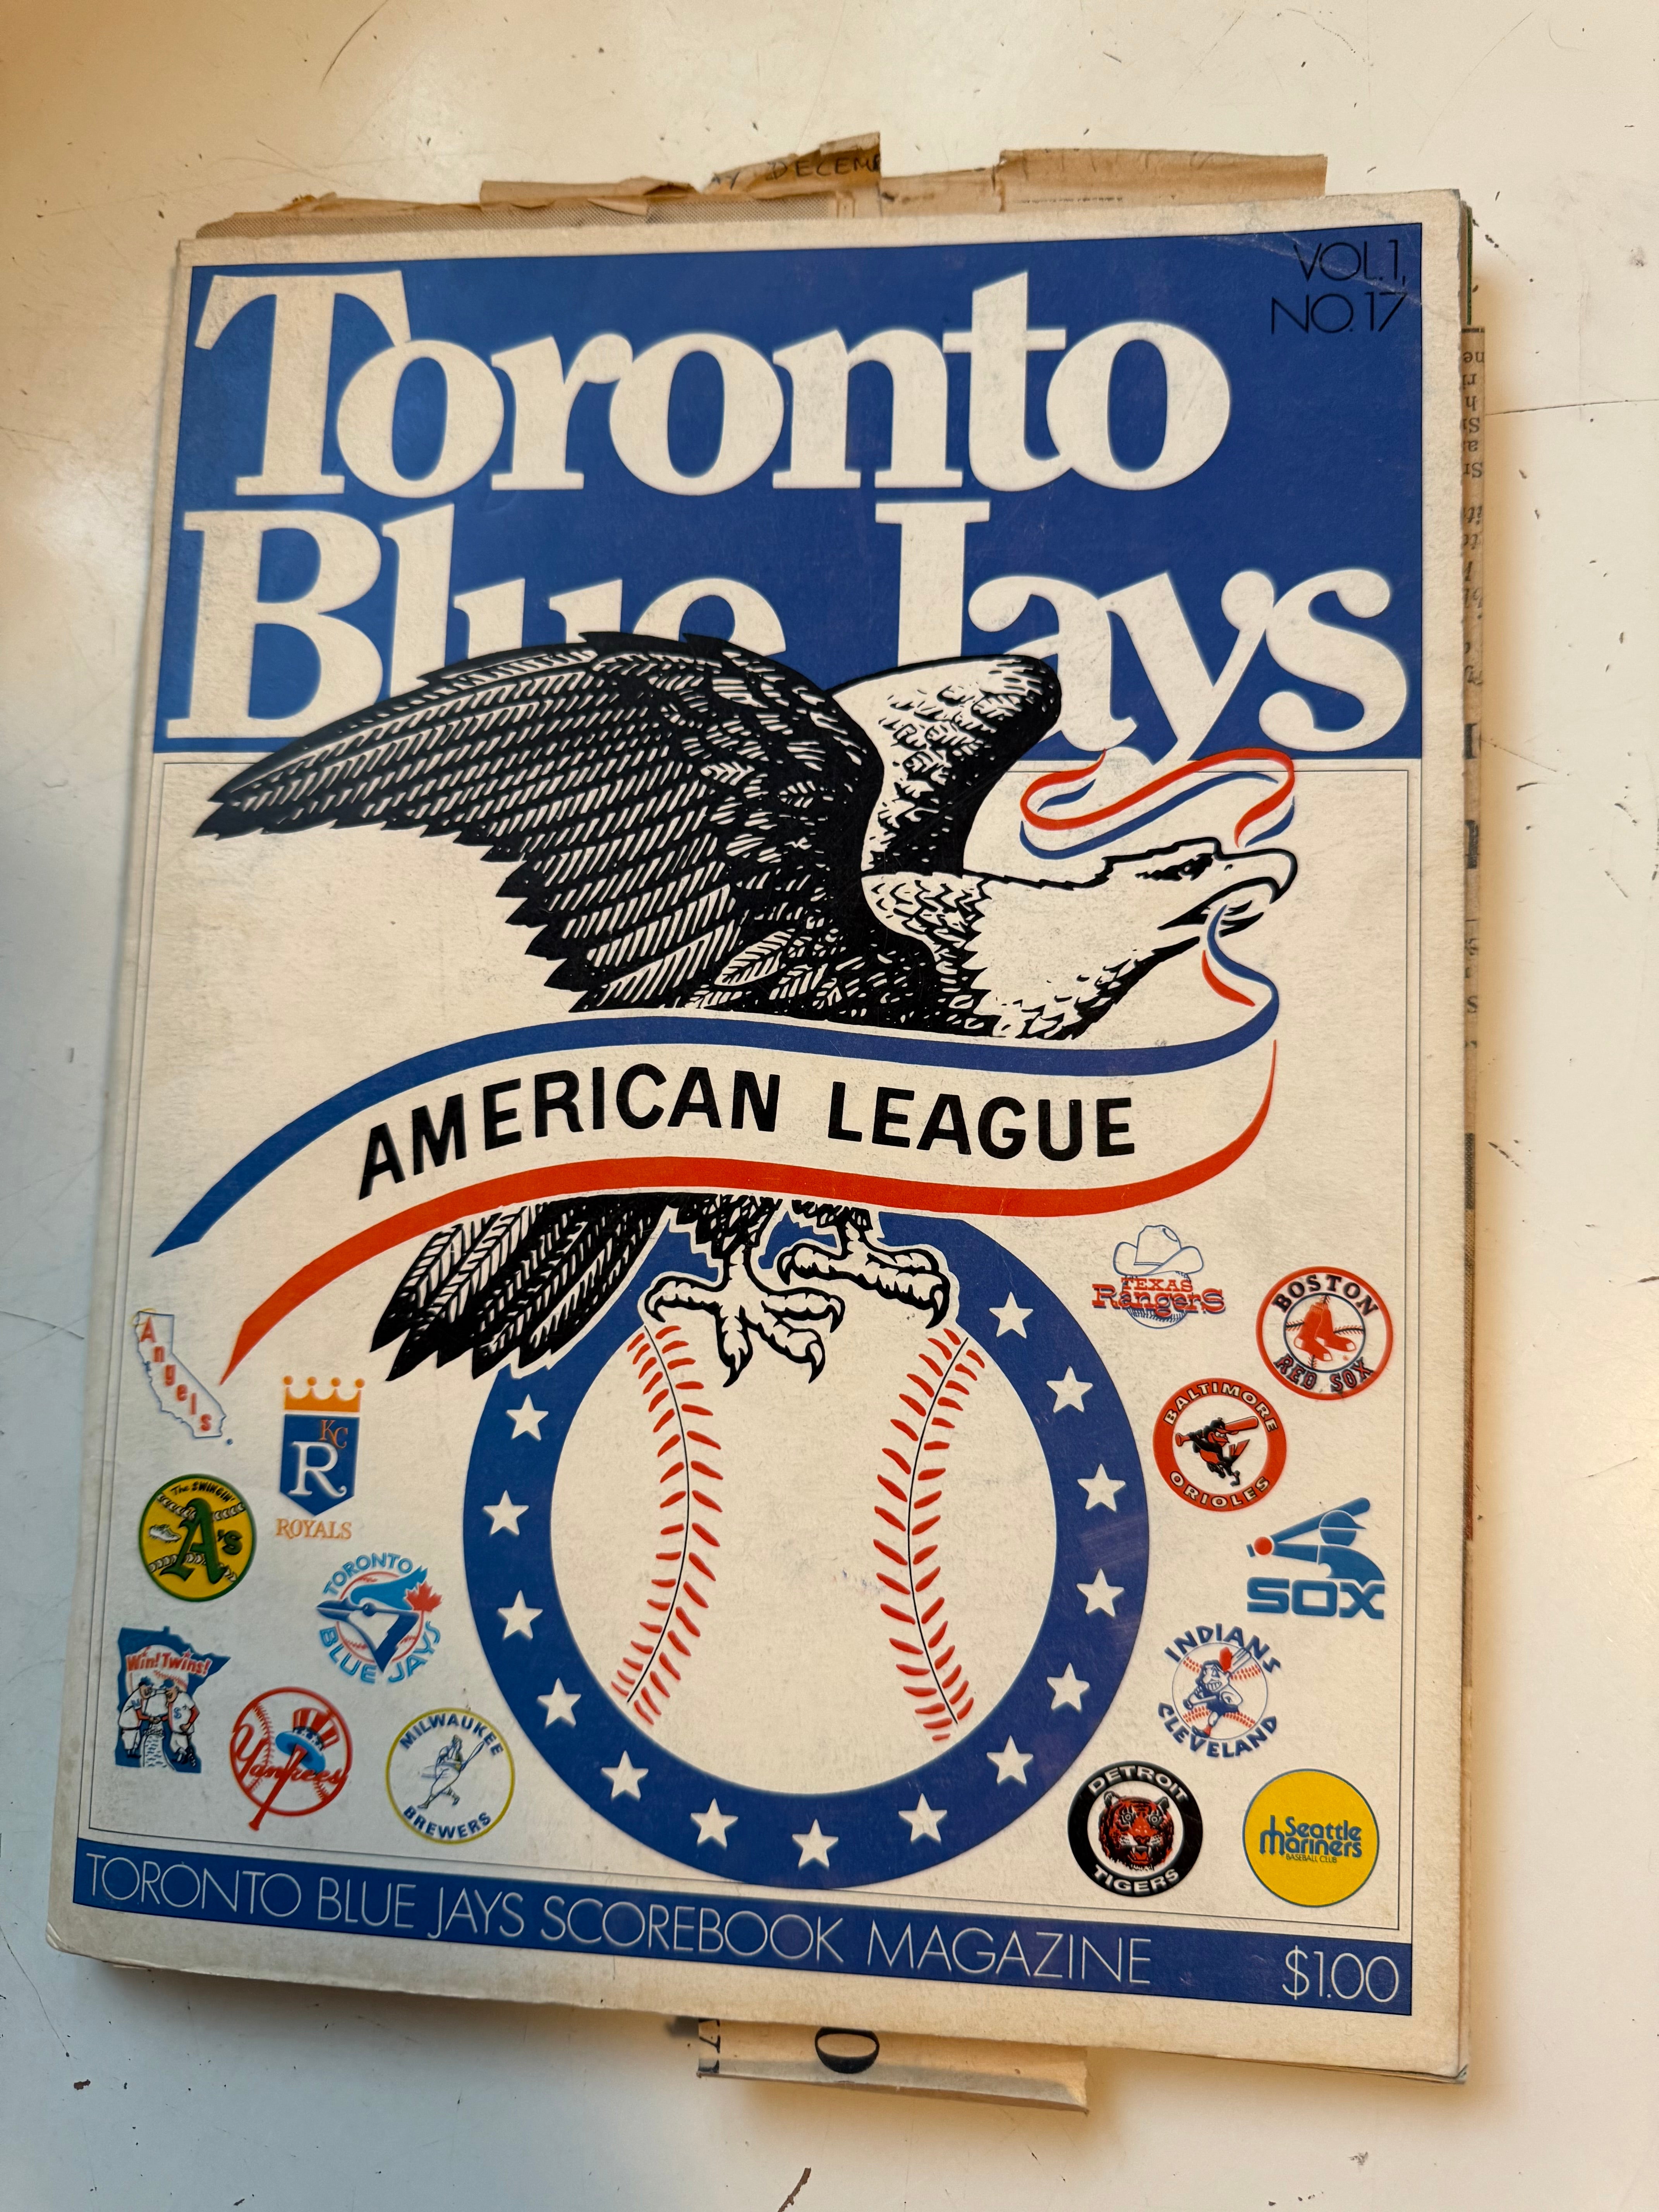 DECEM
VOL.1,
NO.17
Toronto
Blue Jays
AMERICAN LEAGUE
TEXAS
RangerS
BOSTON
RED SOX
Angels
KC
R
ROYALS
BALTIMORE
ORIOLES
The SWINGIN'
A's
SOX
TORONTO
BLUE JAYS
Win! Twins!
INDIANS
CLEVELAND
Yankees
MILWAUKEE
BREWERS
DETROIT
TIGERS
Seattle
Mariners
BASEBALL CLUB
TORONTO BLUE JAYS SCOREBOOK MAGAZINE
$1.00